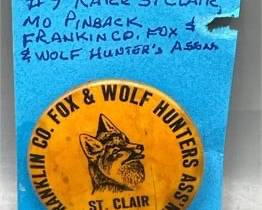 #9 RARE ST CLAIR,
MO PINBACK
FRANKIN CO. FOX &
& WOLF HUNTER'S ASSN
FRANKLIN CO. FOX & WOLF HUNTERS ASS'N
ST. CLAIR